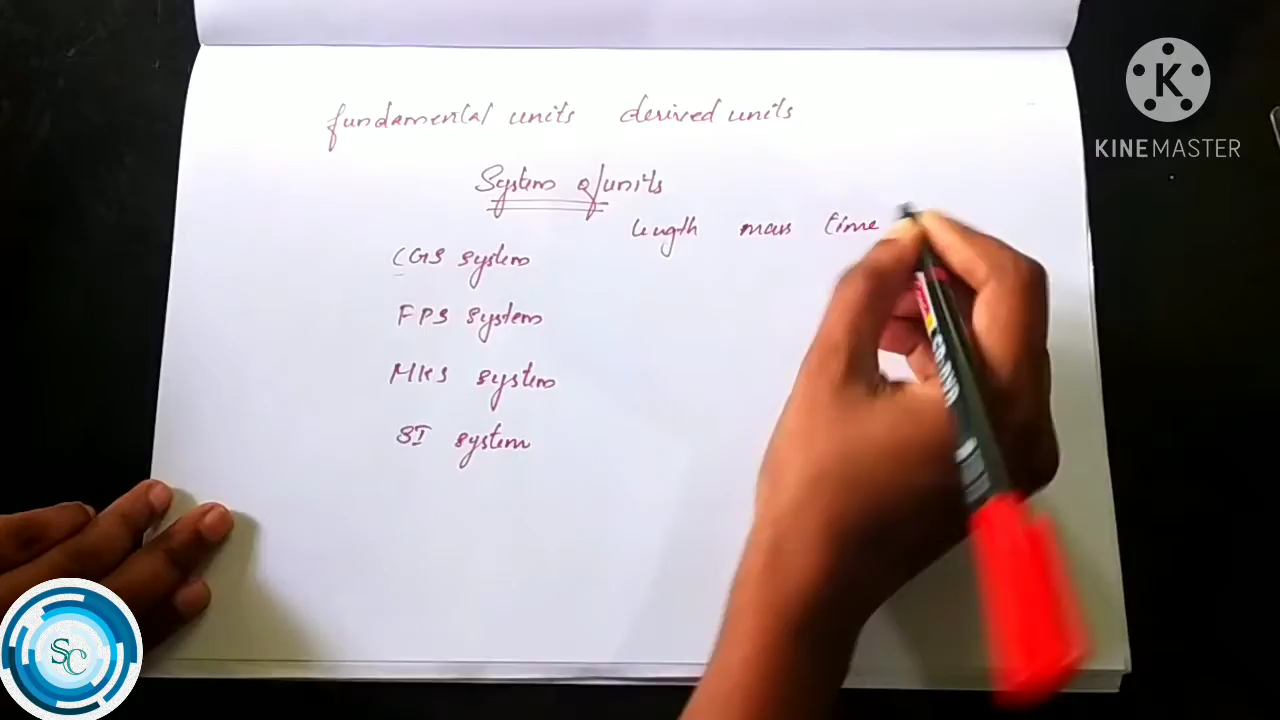 fundamental units derived units
System of units
length mass time
CGS system
FPS system
MKS system
SI system
K
KINEMASTER
SC